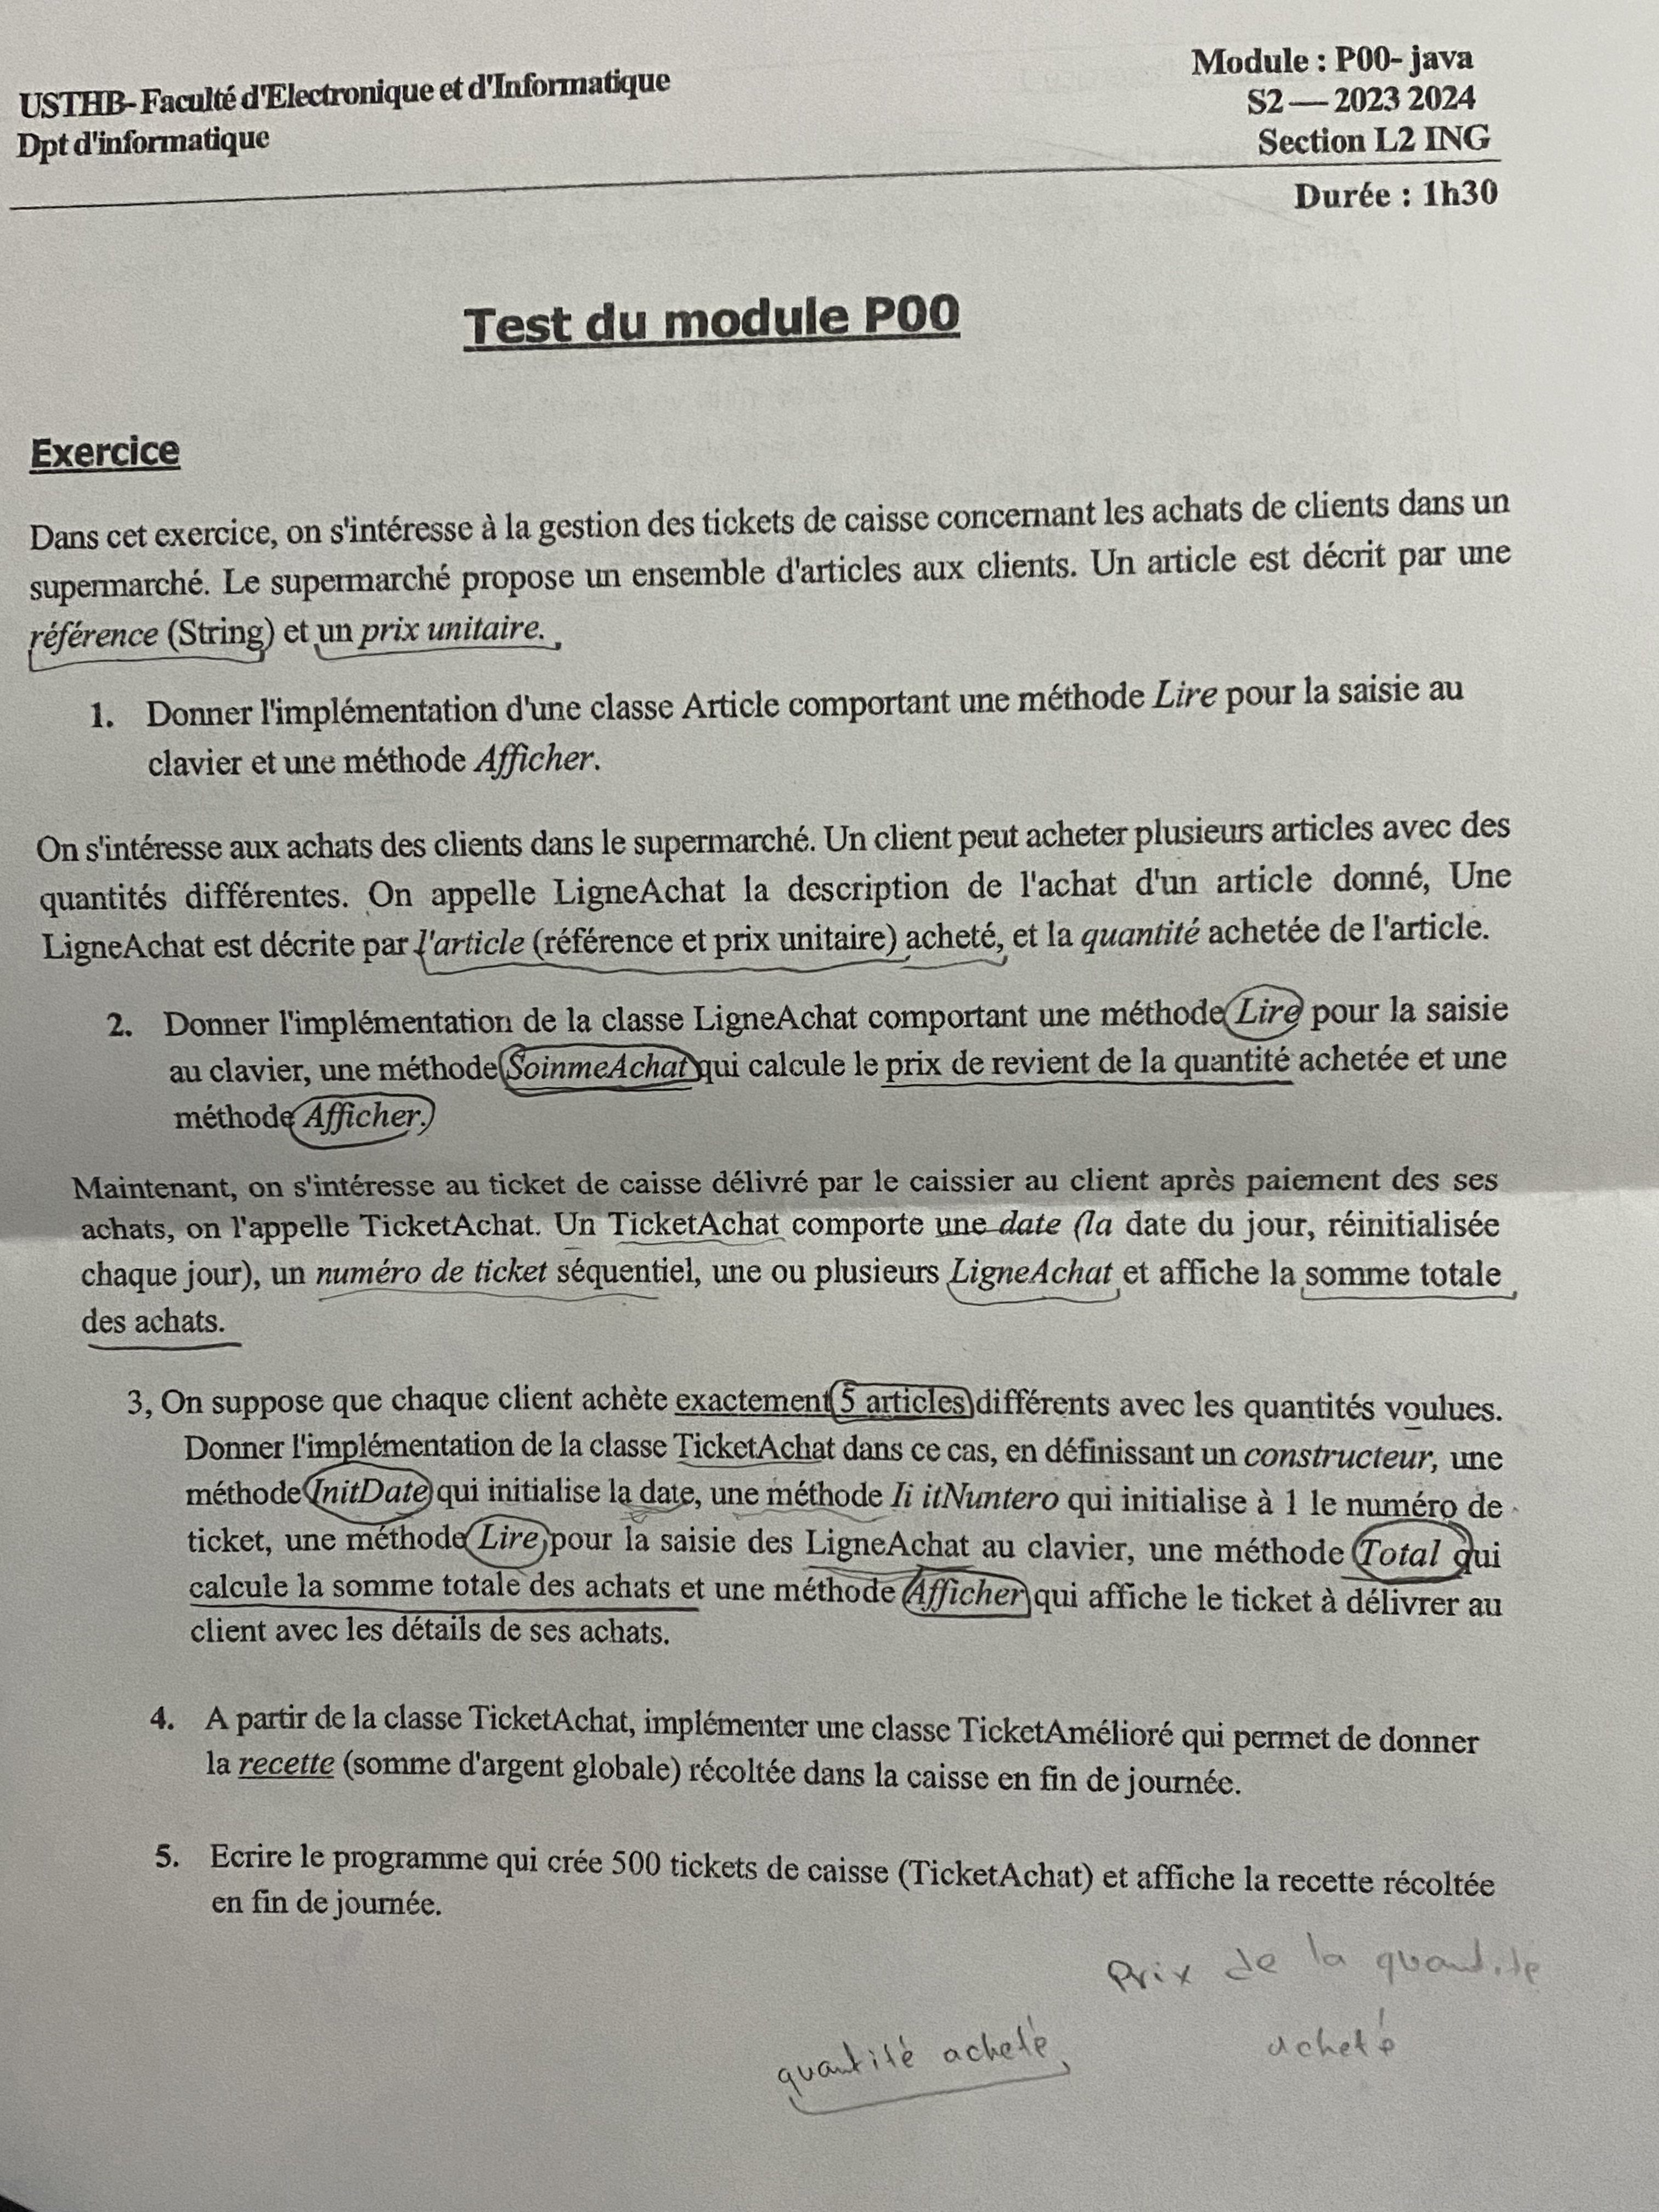 USTHB- Faculté d'Electronique et d'Informatique
Dpt d'informatique
Module : P00- java
S2 — 2023 2024
Section L2 ING
Durée : 1h30
Test du module P00
Exercice
Dans cet exercice, on s'intéresse à la gestion des tickets de caisse concernant les achats de clients dans un
supermarché. Le supermarché propose un ensemble d'articles aux clients. Un article est décrit par une
référence (String) et un prix unitaire.
1. Donner l'implémentation d'une classe Article comportant une méthode Lire pour la saisie au
clavier et une méthode Afficher.
On s'intéresse aux achats des clients dans le supermarché. Un client peut acheter plusieurs articles avec des
quantités différentes. On appelle LigneAchat la description de l'achat d'un article donné, Une
LigneAchat est décrite par l'article (référence et prix unitaire) acheté, et la quantité achetée de l'article.
2. Donner l'implémentation de la classe LigneAchat comportant une méthode Lire pour la saisie
au clavier, une méthode SoinmeAchat qui calcule le prix de revient de la quantité achetée et une
méthode Afficher.
Maintenant, on s'intéresse au ticket de caisse délivré par le caissier au client après paiement des ses
achats, on l'appelle TicketAchat. Un TicketAchat comporte une date (la date du jour, réinitialisée
chaque jour), un numéro de ticket séquentiel, une ou plusieurs LigneAchat et affiche la somme totale
des achats.
3, On suppose que chaque client achète exactement 5 articles différents avec les quantités voulues.
Donner l'implémentation de la classe TicketAchat dans ce cas, en définissant un constructeur, une
méthode InitDate qui initialise la date, une méthode Ii itNuntero qui initialise à 1 le numéro de
ticket, une méthode Lire pour la saisie des LigneAchat au clavier, une méthode Total qui
calcule la somme totale des achats et une méthode Afficher qui affiche le ticket à délivrer au
client avec les détails de ses achats.
4. A partir de la classe TicketAchat, implémenter une classe TicketAmélioré qui permet de donner
la recette (somme d'argent globale) récoltée dans la caisse en fin de journée.
5. Ecrire le programme qui crée 500 tickets de caisse (TicketAchat) et affiche la recette récoltée
en fin de journée.
Prix de la quantité
acheté
quantité acheté